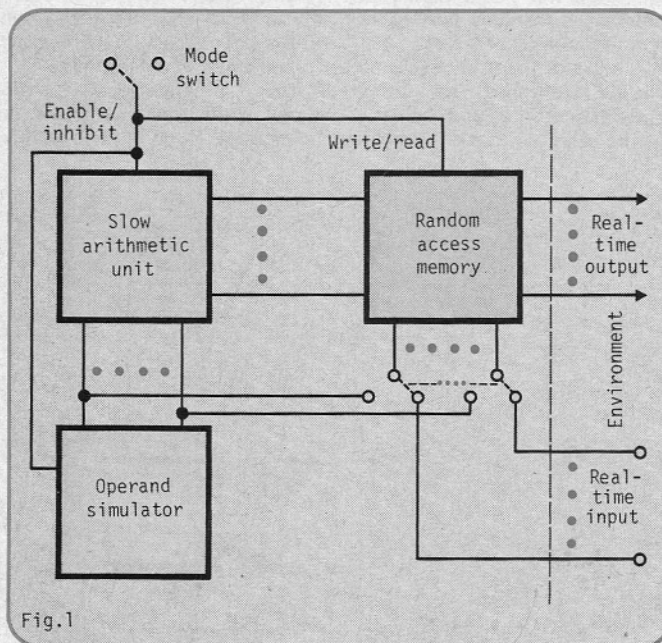 Mode
switch
Enable/
inhibit
Write/read
Slow
arithmetic
unit
Random
access
memory
Real-
time
output
Environment
Operand
simulator
Real-
time
input
Fig.1